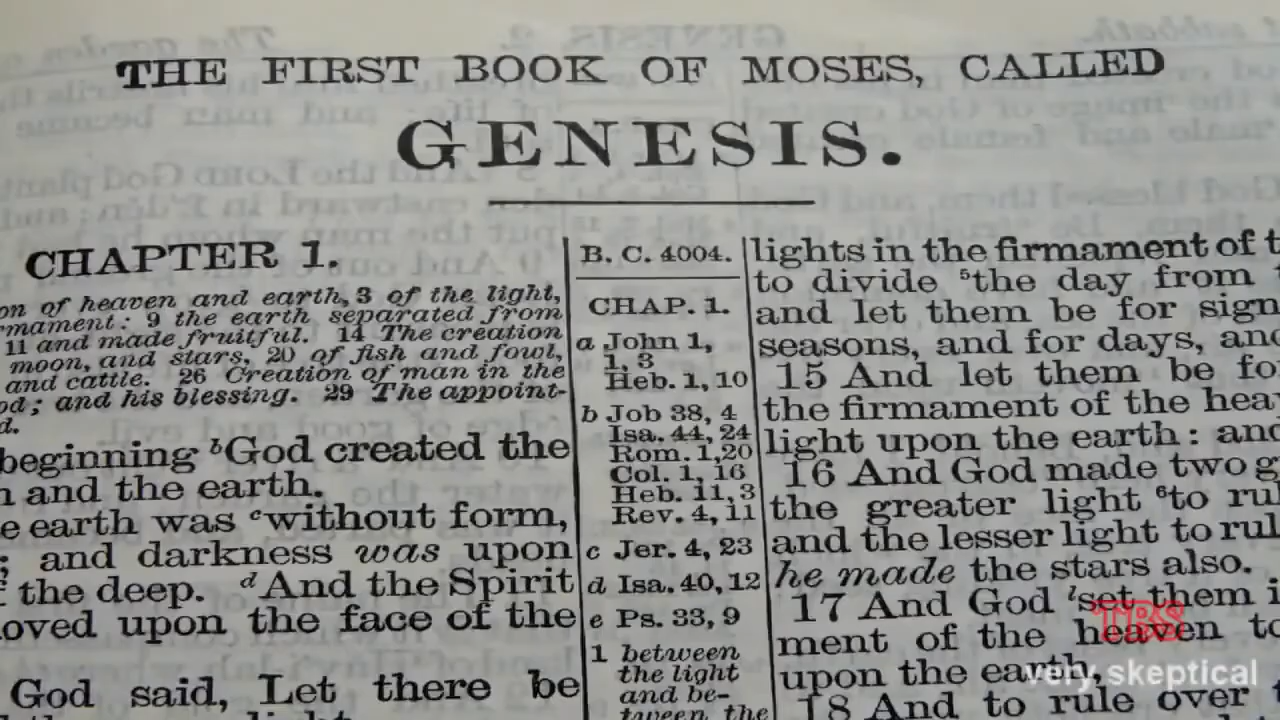 THE FIRST BOOK OF MOSES, CALLED
GENESIS.
CHAPTER 1.
on of heaven and earth, 3 of the light,
rmament: 9 the earth separated from
11 and made fruitful. 14 The creation
moon, and stars, 20 of fish and fowl,
and cattle. 26 Creation of man in the
od; and his blessing. 29 The appoint-
d.
beginning bGod created the
n and the earth.
e earth was cwithout form,
; and darkness was upon
f the deep. dAnd the Spirit
oved upon the face of the
God said, Let there be
B. C. 4004.
CHAP. 1.
a John 1,
1, 3
Heb. 1, 10
b Job 38, 4
Isa. 44, 24
Rom. 1,20
Col. 1, 16
Heb. 11, 3
Rev. 4, 11
c Jer. 4, 23
d Isa. 40, 12
e Ps. 33, 9
1 between
the light
and be-
tween the
lights in the firmament of t
to divide 5the day from
and let them be for sign
seasons, and for days, and
15 And let them be fo
the firmament of the hea
light upon the earth: and
16 And God made two g
the greater light 6to rul
and the lesser light to rul
he made the stars also.
17 And God lset them i
ment of the heaven to
upon the earth,
18 And to rule over
TBS
very.skeptical